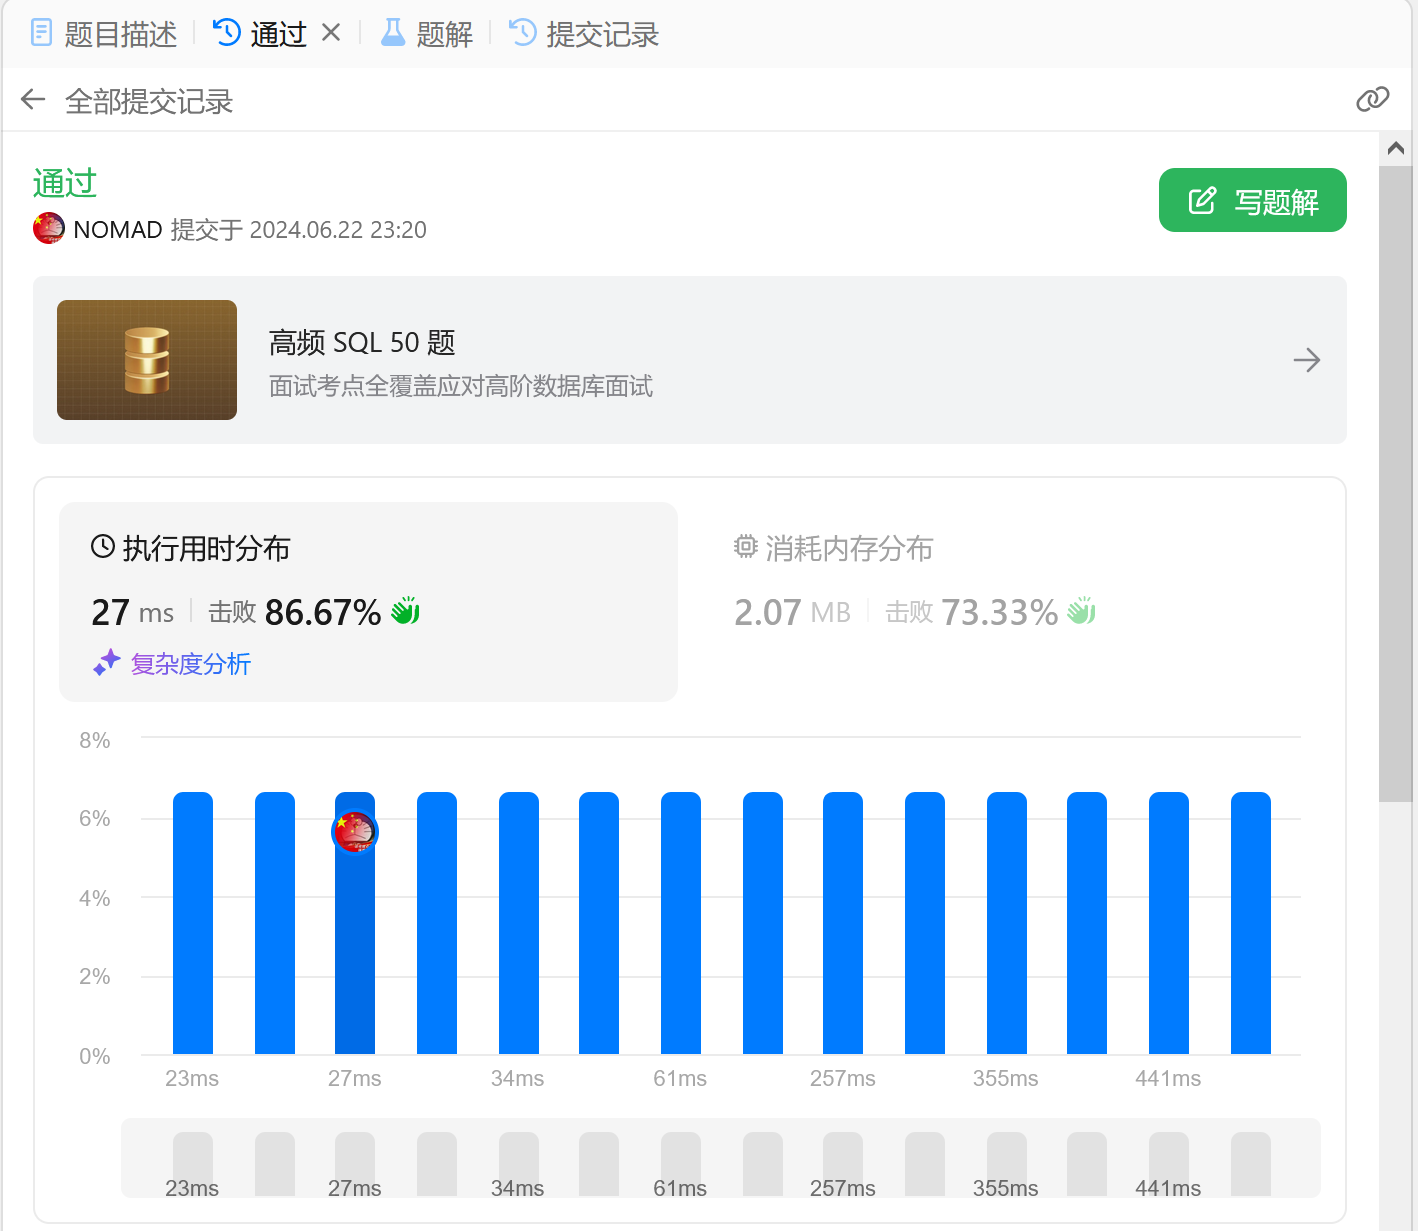 题目描述 通过 题解 提交记录
全部提交记录
通过
NOMAD 提交于 2024.06.22 23:20
写题解
高频 SQL 50 题
面试考点全覆盖应对高阶数据库面试
执行用时分布
27 ms 击败 86.67%
复杂度分析
消耗内存分布
2.07 MB 击败 73.33%
8%
6%
4%
2%
0%
23ms 27ms 34ms 61ms 257ms 355ms 441ms
23ms 27ms 34ms 61ms 257ms 355ms 441ms